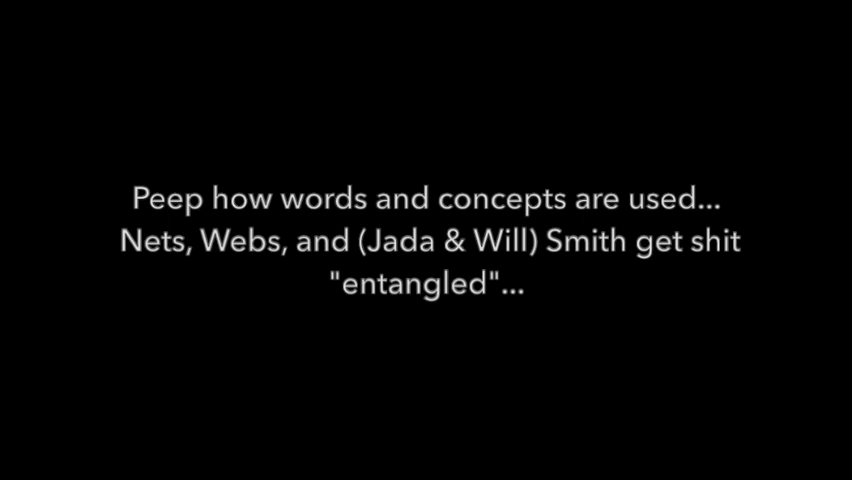 Peep how words and concepts are used...
Nets, Webs, and (Jada & Will) Smith get shit
"entangled"...